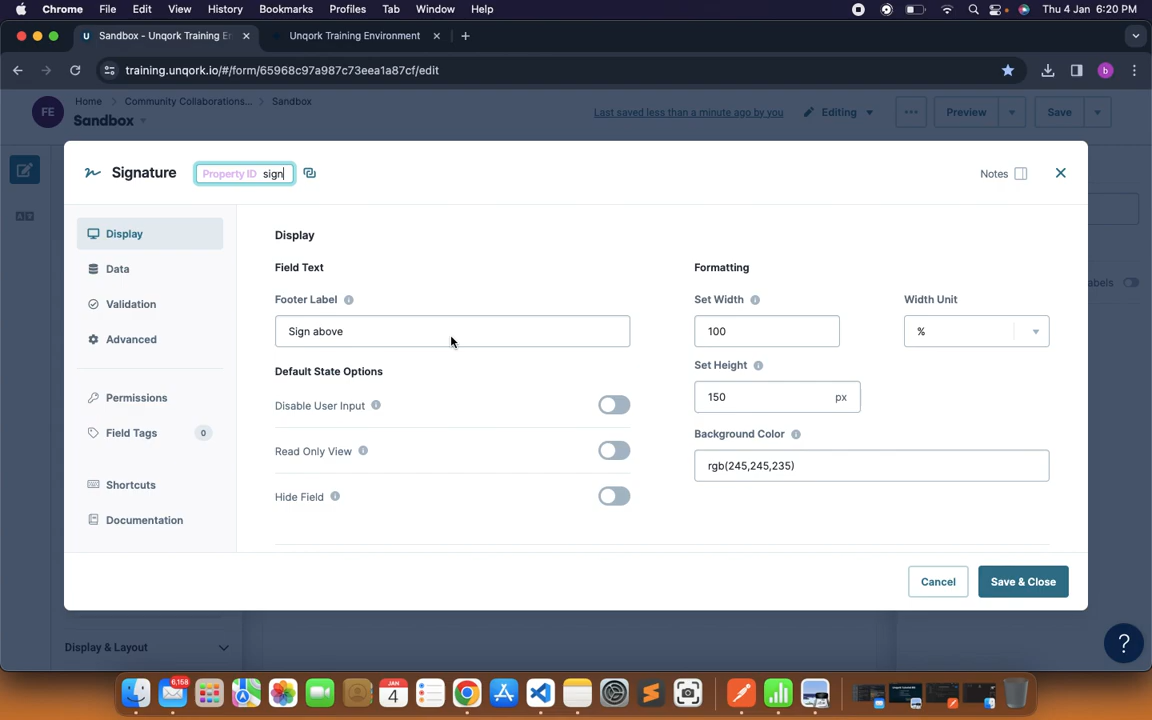 Chrome File Edit View History Bookmarks Profiles Tab Window Help Thu 4 Jan 6:20 PM
Sandbox - Unqork Training E Unqork Training Environment
training.unqork.io/#/form/65968c97a987c73eea1a87cf/edit b
FE Home > Community Collaborations... > Sandbox
Sandbox
Last saved less than a minute ago by you Editing ... Preview Save
Signature Property ID sign Notes
Display
Data
Validation
Advanced
Permissions
Field Tags 0
Shortcuts
Documentation
Display
Field Text
Footer Label
Sign above
Default State Options
Disable User Input
Read Only View
Hide Field
Formatting
Set Width Width Unit
100 %
Set Height
150 px
Background Color
rgb(245,245,235)
abels
Cancel Save & Close
Display & Layout
?
6,158
JAN
4